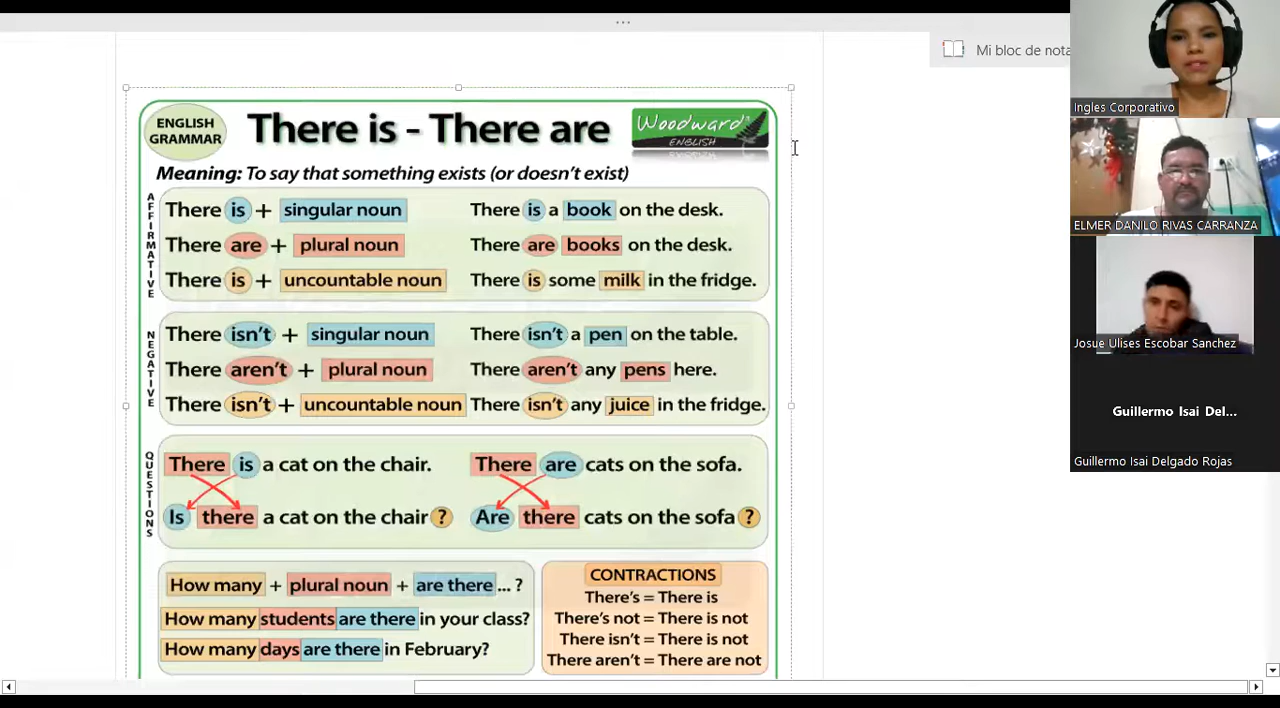 Mi bloc de nota
Ingles Corporativo
ELMER DANILO RIVAS CARRANZA
Josue Ulises Escobar Sanchez
Guillermo Isai Del...
Guillermo Isai Delgado Rojas
ENGLISH
GRAMMAR
There is - There are
Woodward
ENGLISH
Meaning: To say that something exists (or doesn't exist)
AFFIRMATIVE
There is + singular noun There is a book on the desk.
There are + plural noun There are books on the desk.
There is + uncountable noun There is some milk in the fridge.
NEGATIVE
There isn't + singular noun There isn't a pen on the table.
There aren't + plural noun There aren't any pens here.
There isn't + uncountable noun There isn't any juice in the fridge.
QUESTIONS
There is a cat on the chair. There are cats on the sofa.
Is there a cat on the chair ? Are there cats on the sofa ?
How many + plural noun + are there ... ?
How many students are there in your class?
How many days are there in February?
CONTRACTIONS
There's = There is
There's not = There is not
There isn't = There is not
There aren't = There are not